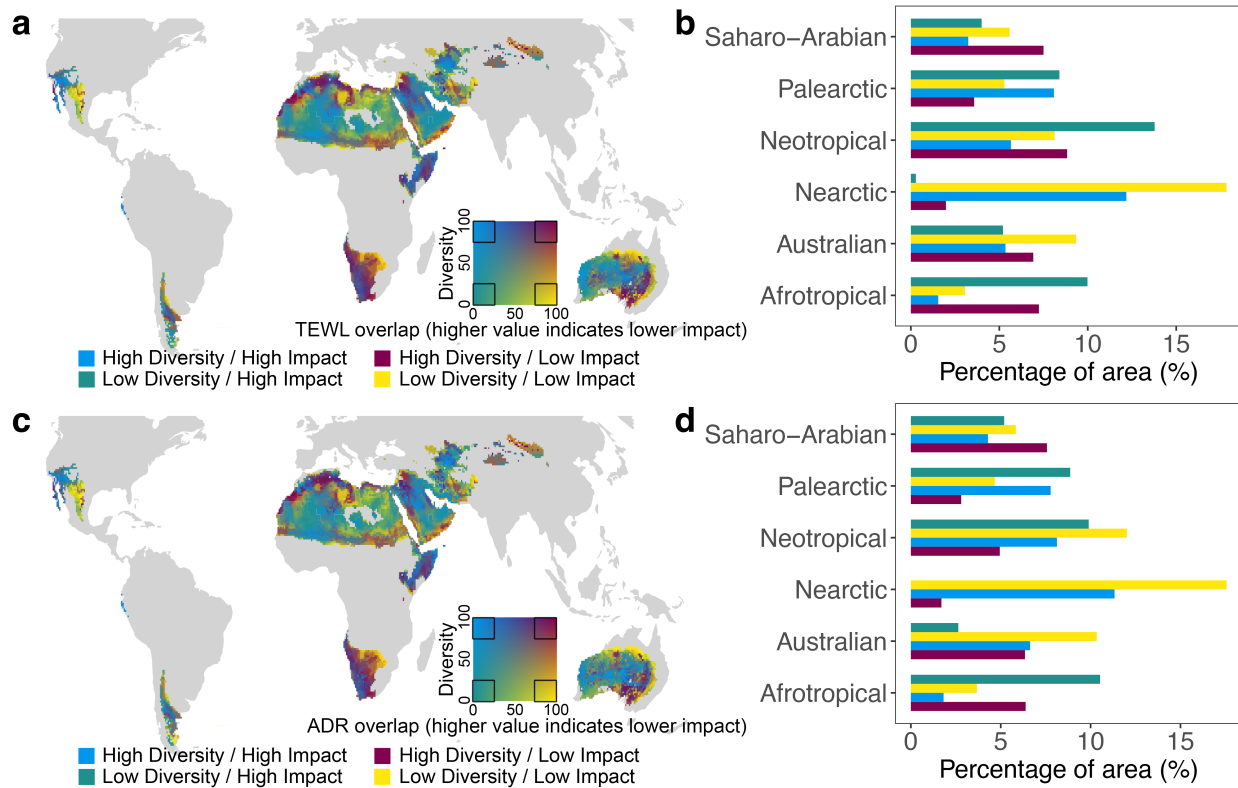 a
Diversity
0 50 100
0 50 100
TEWL overlap (higher value indicates lower impact)
High Diversity / High Impact
High Diversity / Low Impact
Low Diversity / High Impact
Low Diversity / Low Impact
b
Saharo−Arabian
Palearctic
Neotropical
Nearctic
Australian
Afrotropical
0 5 10 15
Percentage of area (%)
c
Diversity
0 50 100
0 50 100
ADR overlap (higher value indicates lower impact)
High Diversity / High Impact
High Diversity / Low Impact
Low Diversity / High Impact
Low Diversity / Low Impact
d
Saharo−Arabian
Palearctic
Neotropical
Nearctic
Australian
Afrotropical
0 5 10 15
Percentage of area (%)